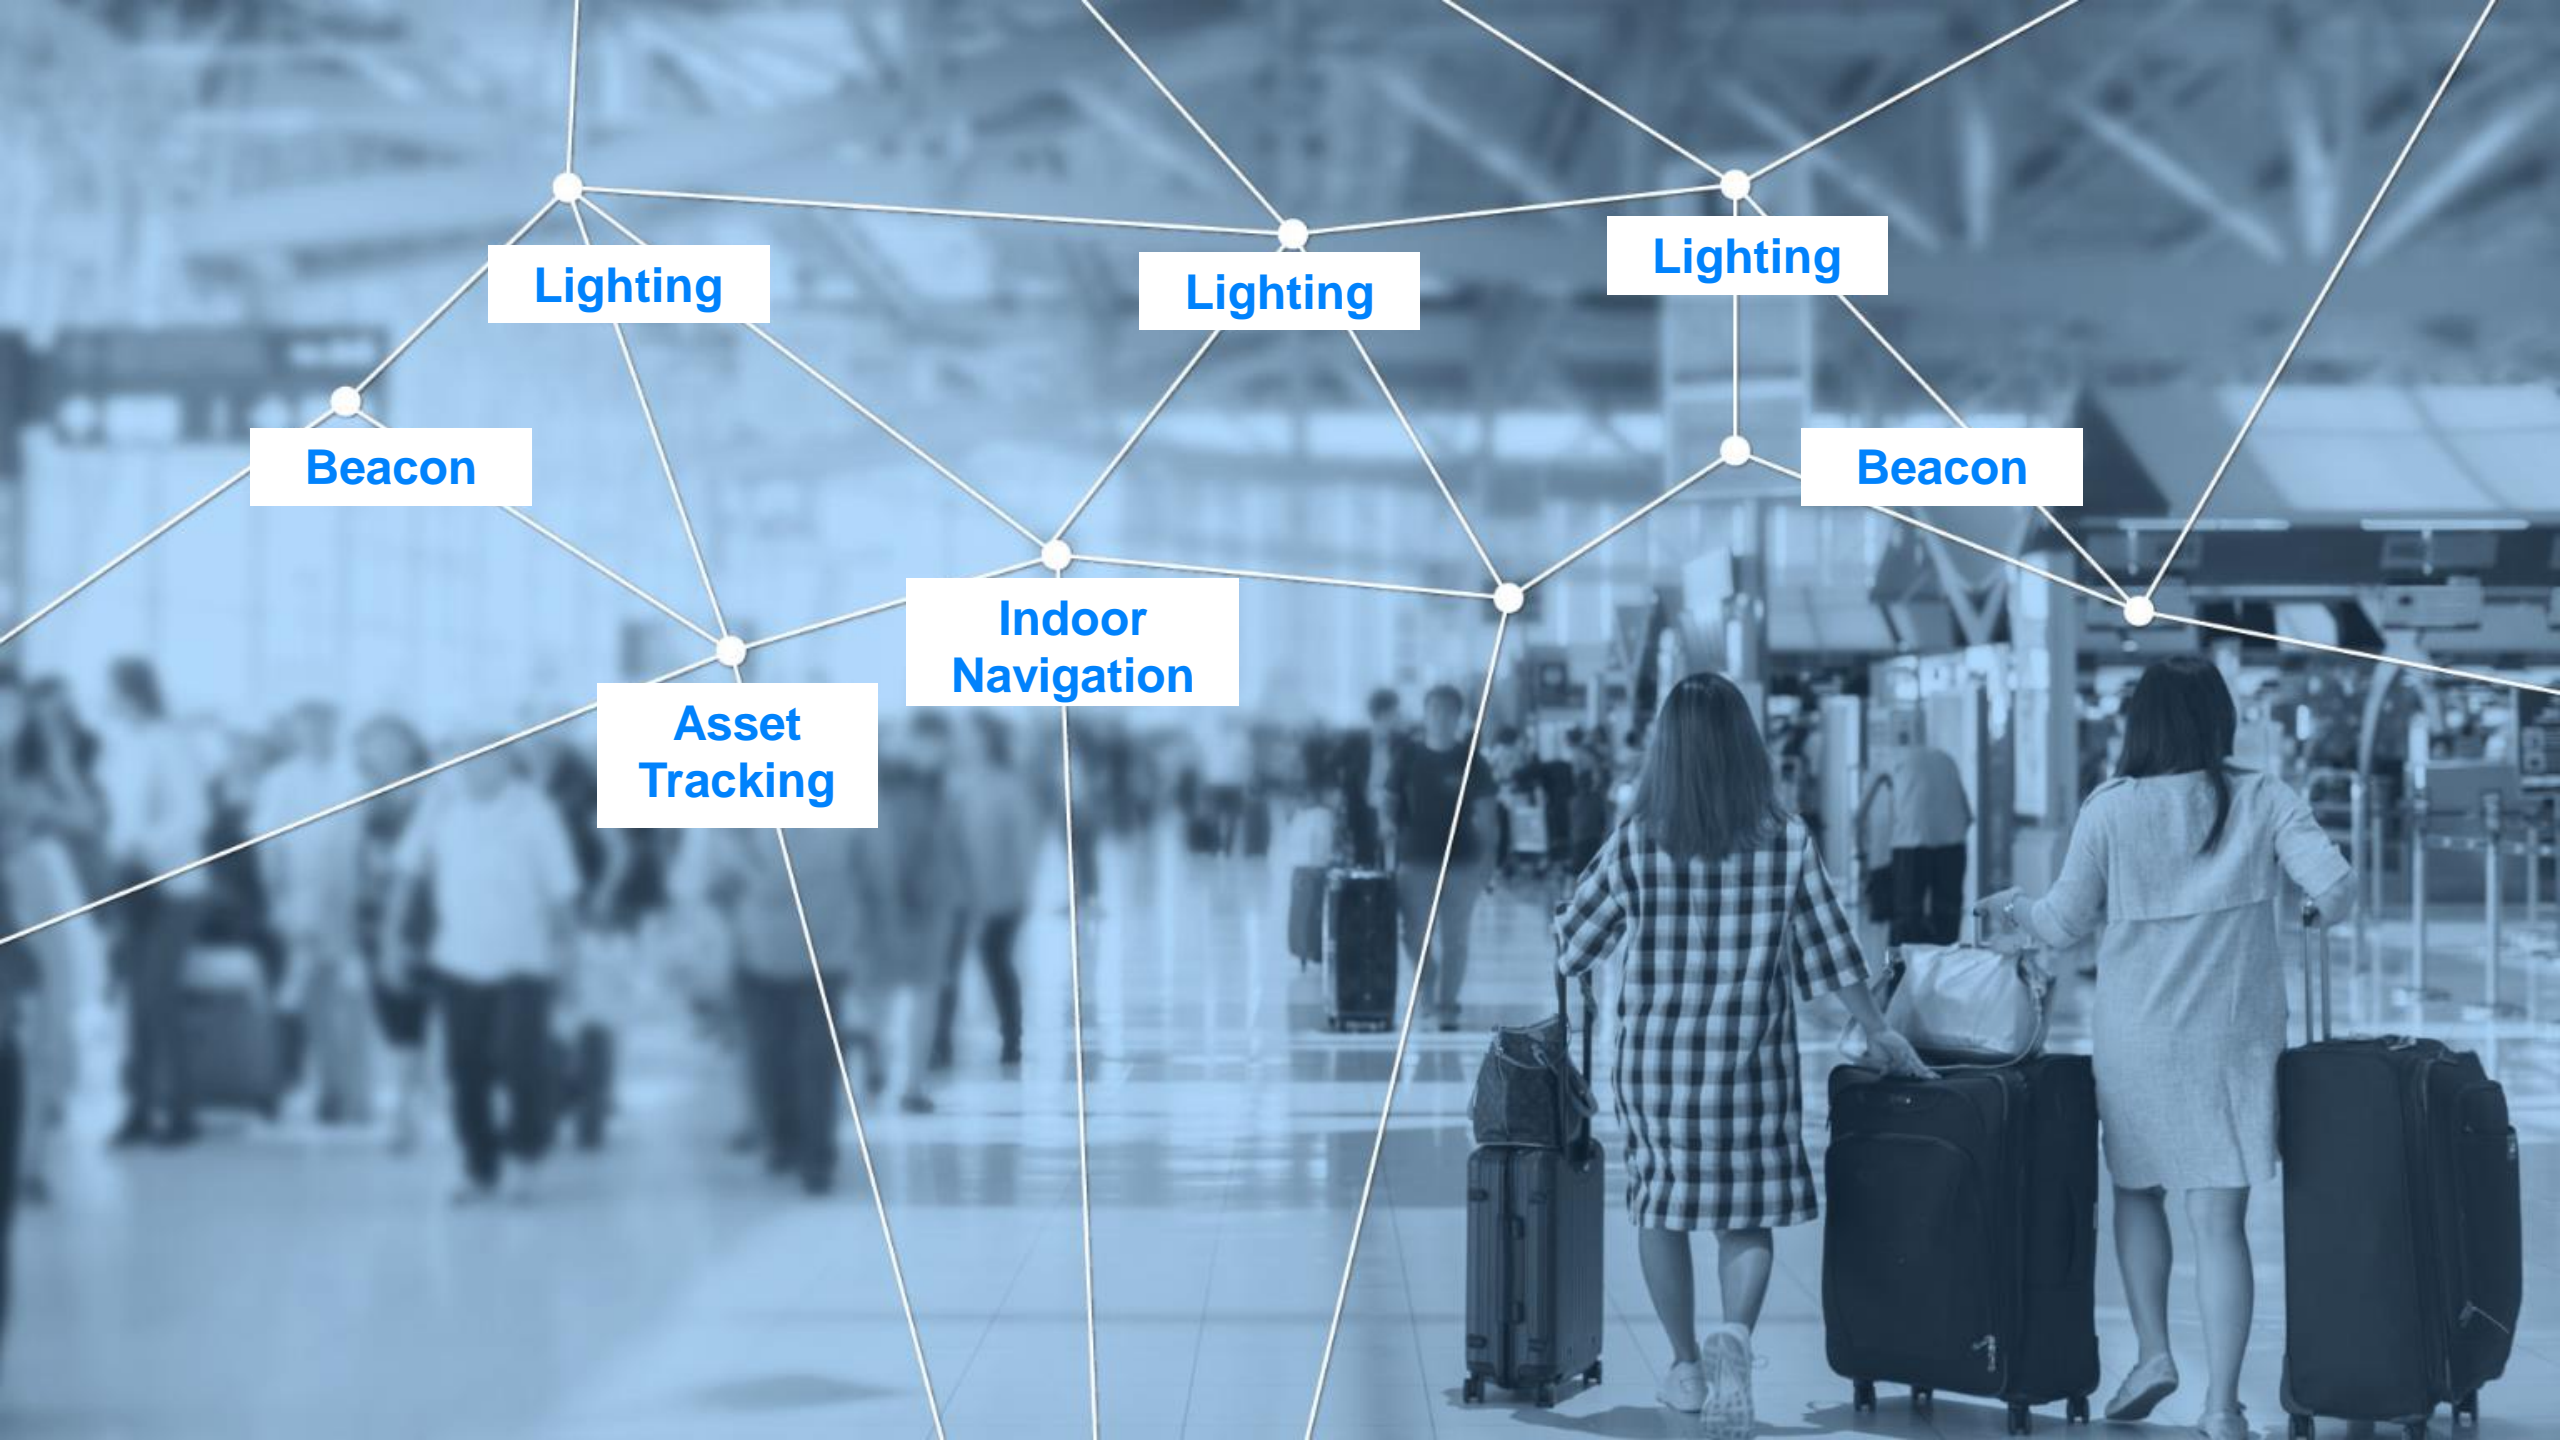 Lighting
Lighting
Lighting
Beacon
Beacon
Indoor
Navigation
Asset
Tracking